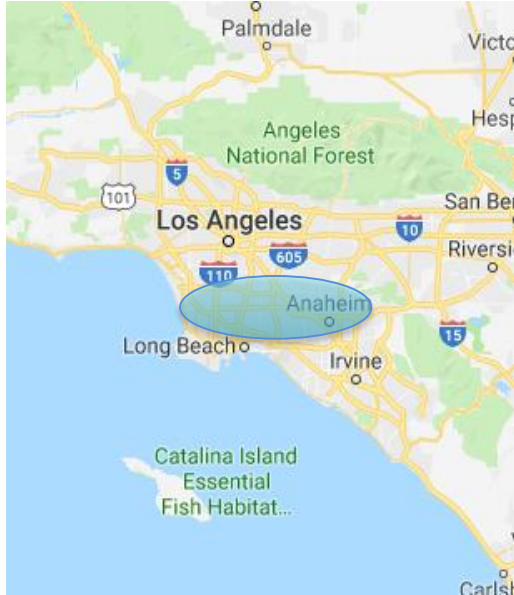 Palmdale
Victo
Hesp
Angeles
National Forest
5
101
San Ber
Los Angeles
10
605
Riversi
110
Anaheim
15
Long Beach
Irvine
Catalina Island
Essential
Fish Habitat...
Carlsb